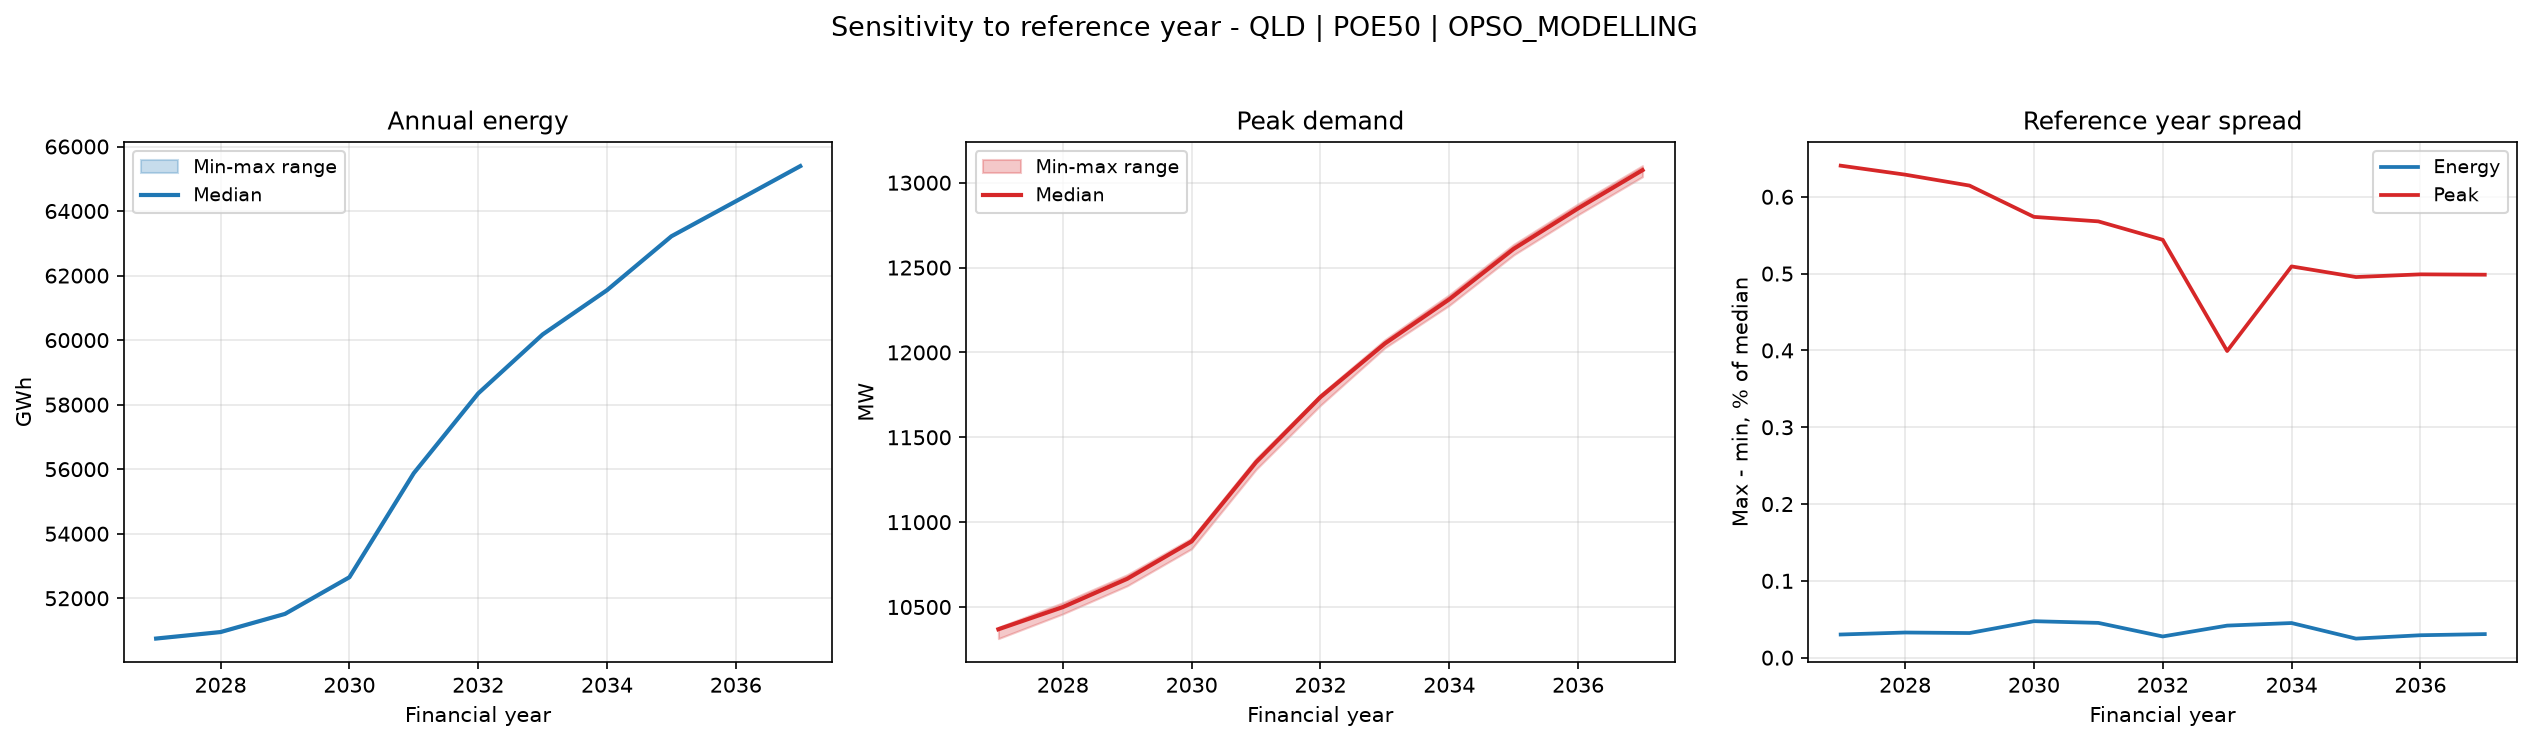 Sensitivity to reference year - QLD | POE50 | OPSO_MODELLING
Annual energy
66000
64000
62000
60000
58000
56000
54000
52000
GWh
Min-max range
Median
2028
2030
2032
2034
2036
Financial year
Peak demand
13000
12500
12000
11500
11000
10500
MW
Min-max range
Median
2028
2030
2032
2034
2036
Financial year
Reference year spread
0.6
0.5
0.4
0.3
0.2
0.1
0.0
Max - min, % of median
Energy
Peak
2028
2030
2032
2034
2036
Financial year